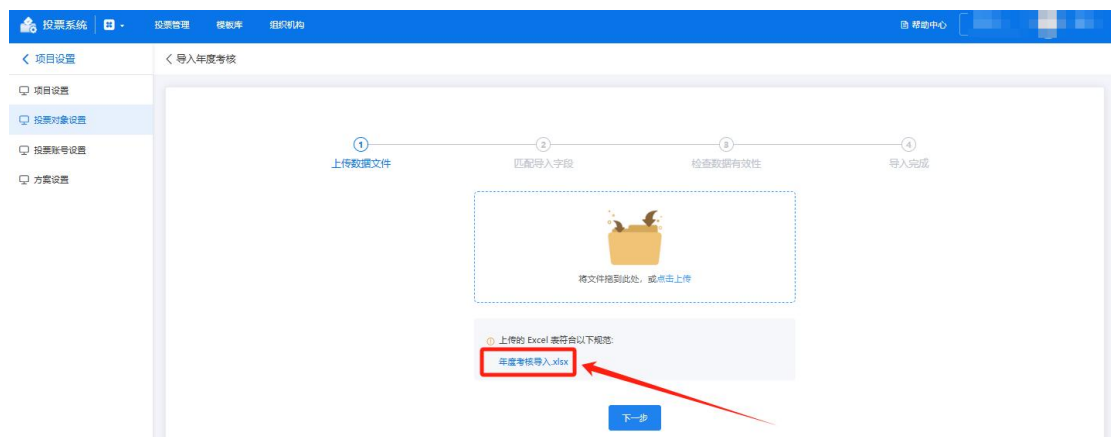 投票系统 投票管理 模板库 组织机构 帮助中心
项目设置 导入年度考核
项目设置
投票对象设置
投票账号设置
方案设置
1 2 3 4
上传数据文件 匹配导入字段 检查数据有效性 导入完成
将文件拖到此处，或点击上传
上传的 Excel 表符合以下规范:
年度考核导入.xlsx
下一步